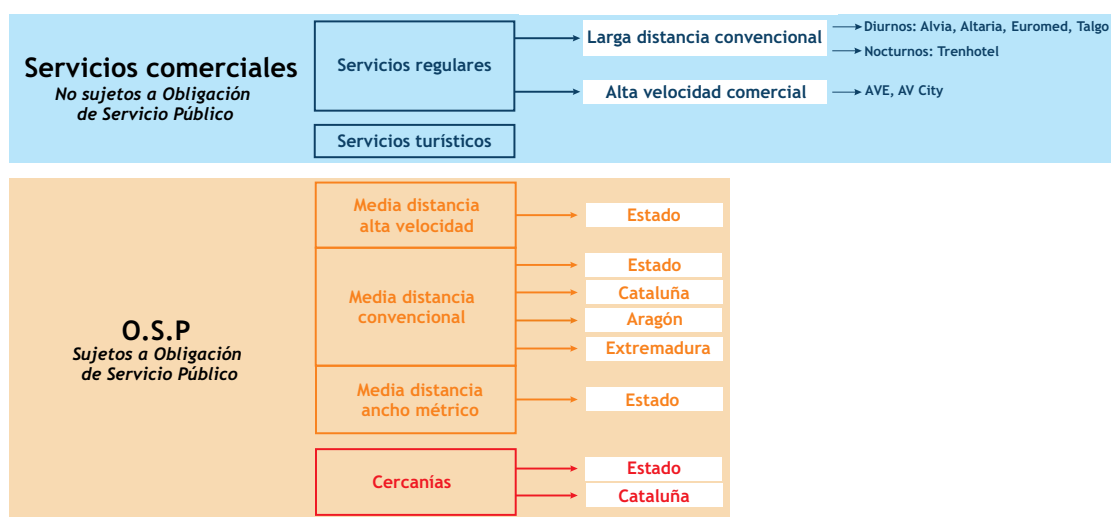 Servicios comerciales
No sujetos a Obligación
de Servicio Público
Servicios regulares
Larga distancia convencional
Diurnos: Alvia, Altaria, Euromed, Talgo
Nocturnos: Trenhotel
Alta velocidad comercial
AVE, AV City
Servicios turísticos
O.S.P
Sujetos a Obligación
de Servicio Público
Media distancia
alta velocidad
Estado
Media distancia
convencional
Estado
Cataluña
Aragón
Extremadura
Media distancia
ancho métrico
Estado
Cercanías
Estado
Cataluña